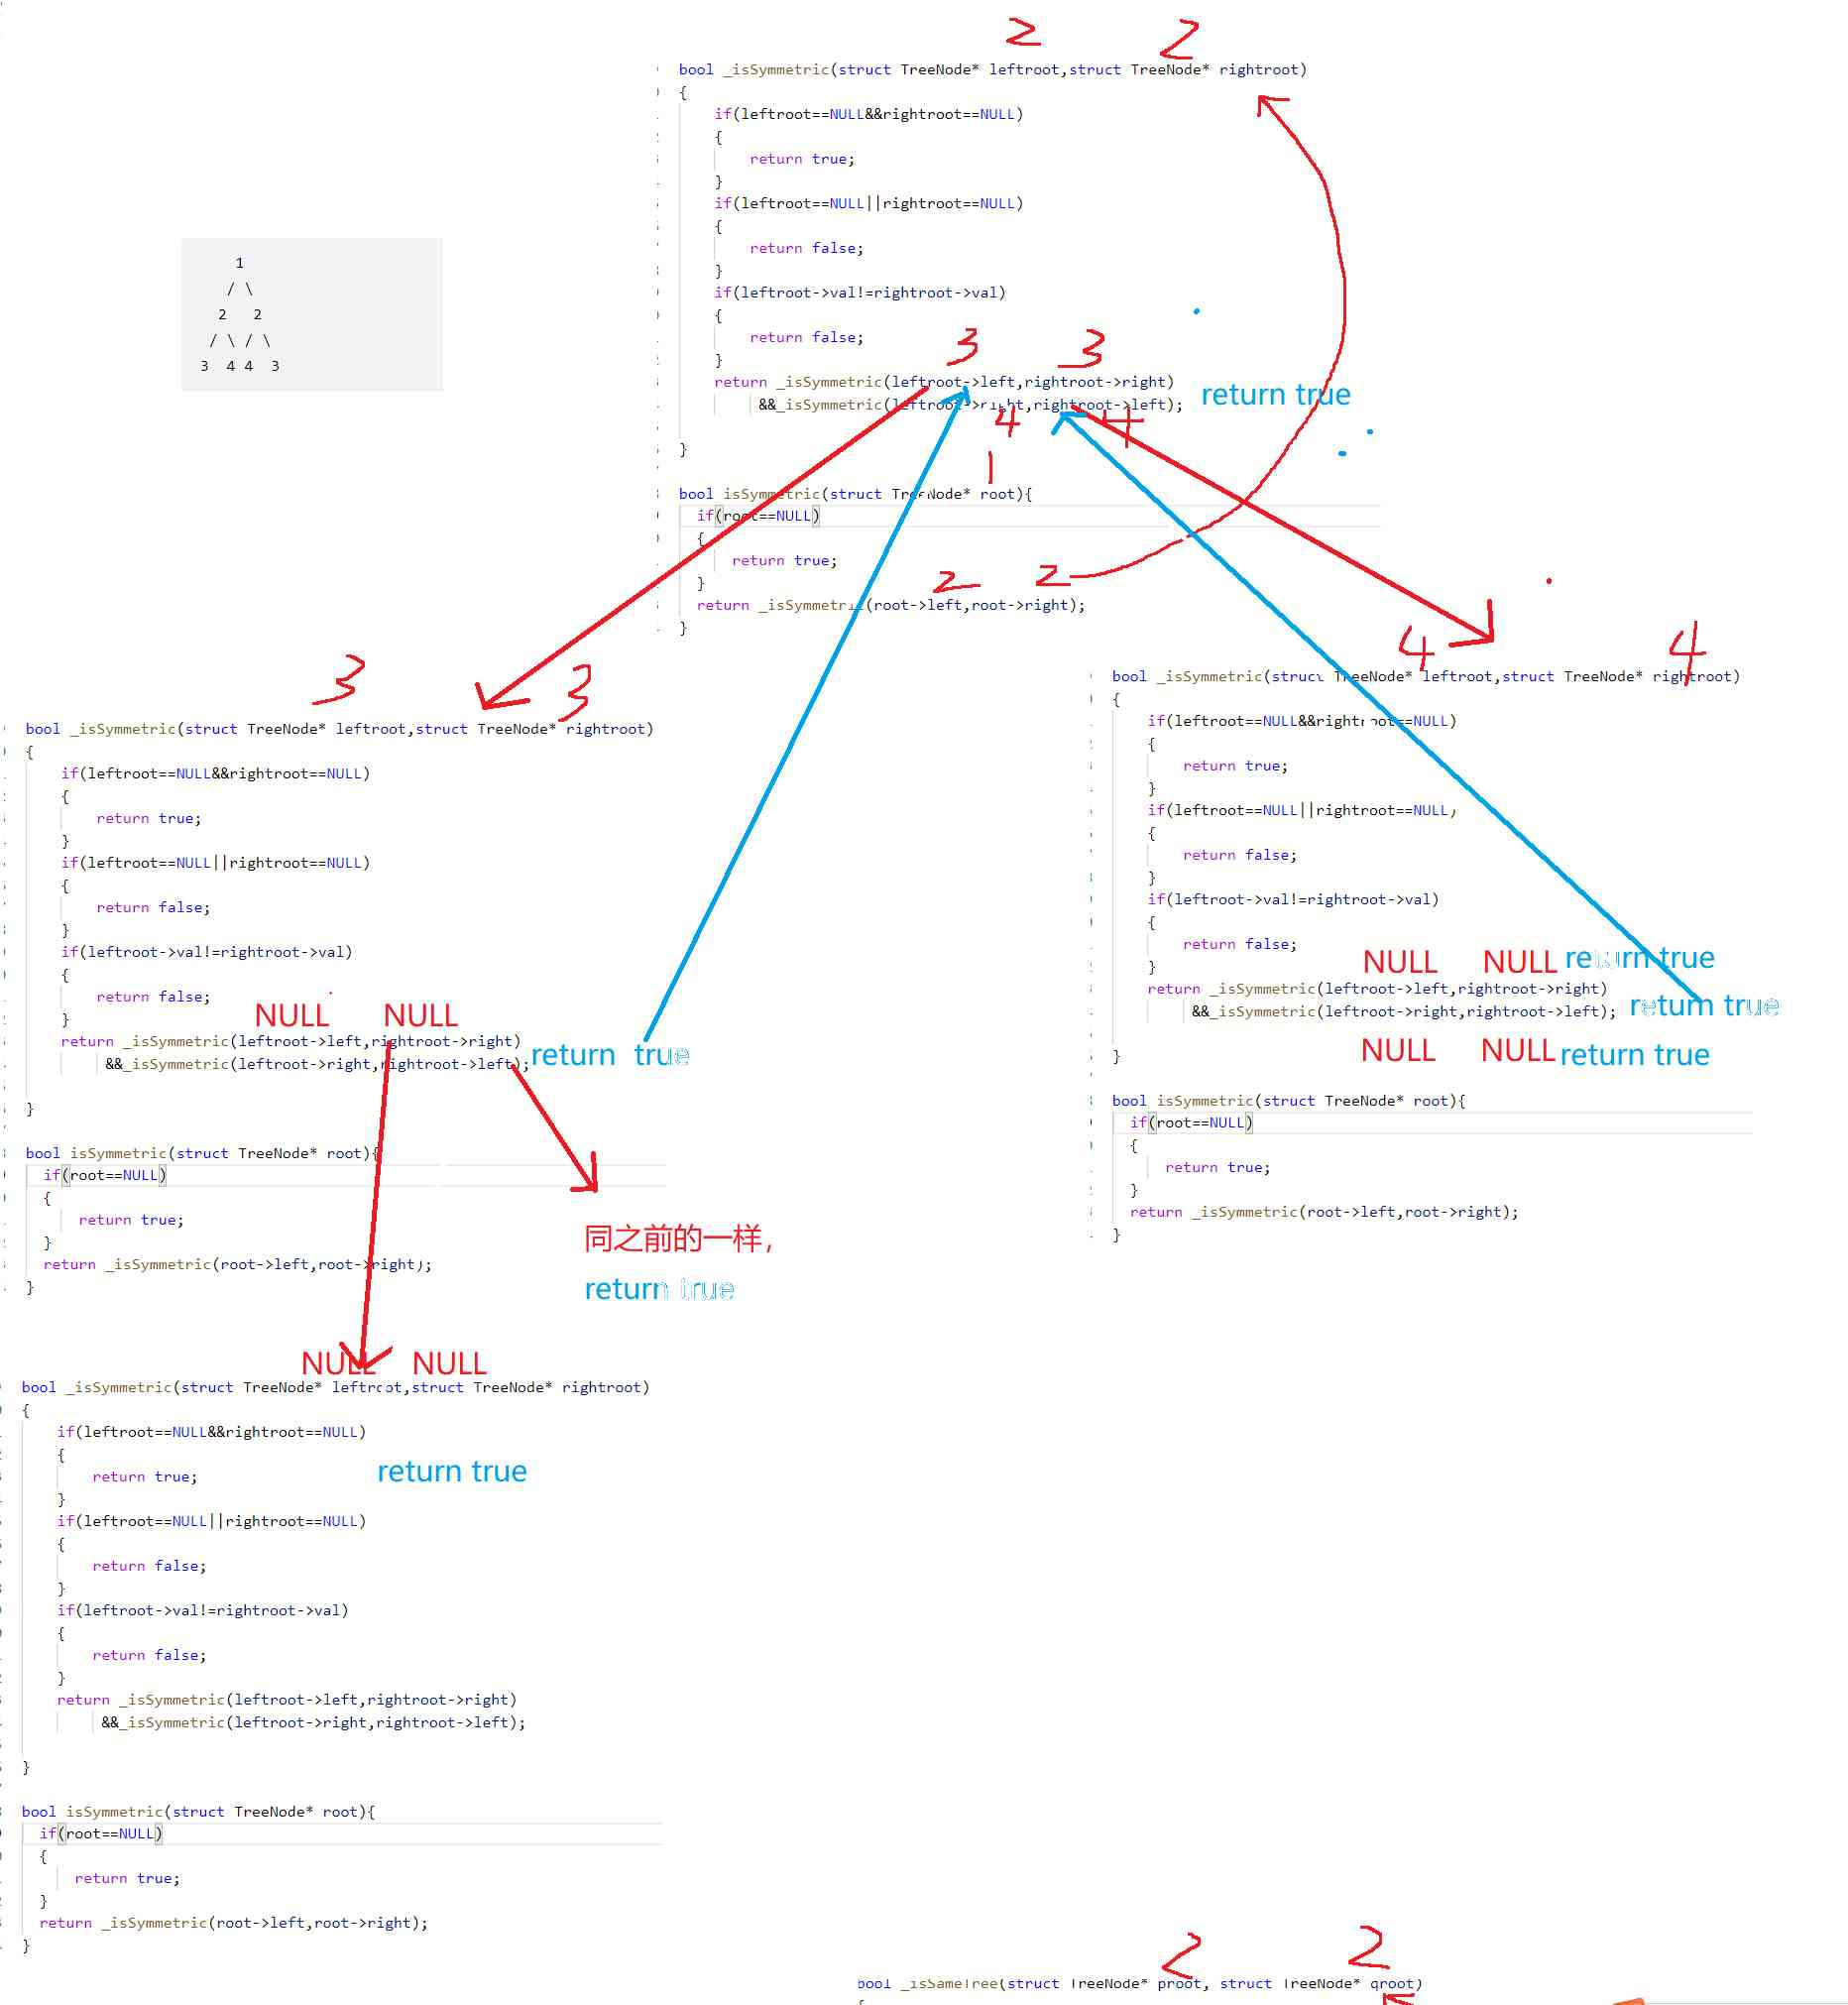 2 2
bool _isSymmetric(struct TreeNode* leftroot,struct TreeNode* rightroot)
{
if(leftroot==NULL&&rightroot==NULL)
{
return true;
}
if(leftroot==NULL||rightroot==NULL)
{
return false;
}
if(leftroot->val!=rightroot->val)
{
return false;
}
3 3
return _isSymmetric(leftroot->left,rightroot->right)
&&_isSymmetric(leftroot->right,rightroot->left);
return true
4 4
}
1
bool isSymmetric(struct TreeNode* root){
if(root==NULL)
{
return true;
}
2 2
return _isSymmetric(root->left,root->right);
}
1
/ \
2 2
/ \ / \
3 4 4 3
3 3
bool _isSymmetric(struct TreeNode* leftroot,struct TreeNode* rightroot)
{
if(leftroot==NULL&&rightroot==NULL)
{
return true;
}
if(leftroot==NULL||rightroot==NULL)
{
return false;
}
if(leftroot->val!=rightroot->val)
{
return false;
}
NULL NULL
return _isSymmetric(leftroot->left,rightroot->right)
&&_isSymmetric(leftroot->right,rightroot->left);
return true
}
bool isSymmetric(struct TreeNode* root){
if(root==NULL)
{
return true;
}
return _isSymmetric(root->left,root->right);
}
同之前的一样，
return true
4 4
bool _isSymmetric(struct TreeNode* leftroot,struct TreeNode* rightroot)
{
if(leftroot==NULL&&rightroot==NULL)
{
return true;
}
if(leftroot==NULL||rightroot==NULL)
{
return false;
}
if(leftroot->val!=rightroot->val)
{
return false;
}
NULL NULL return true
return _isSymmetric(leftroot->left,rightroot->right)
&&_isSymmetric(leftroot->right,rightroot->left);
return true
NULL NULL return true
}
bool isSymmetric(struct TreeNode* root){
if(root==NULL)
{
return true;
}
return _isSymmetric(root->left,root->right);
}
NULL NULL
bool _isSymmetric(struct TreeNode* leftroot,struct TreeNode* rightroot)
{
if(leftroot==NULL&&rightroot==NULL)
{
return true;
return true
}
if(leftroot==NULL||rightroot==NULL)
{
return false;
}
if(leftroot->val!=rightroot->val)
{
return false;
}
return _isSymmetric(leftroot->left,rightroot->right)
&&_isSymmetric(leftroot->right,rightroot->left);
}
bool isSymmetric(struct TreeNode* root){
if(root==NULL)
{
return true;
}
return _isSymmetric(root->left,root->right);
}
2 2
bool _isSameTree(struct TreeNode* proot, struct TreeNode* qroot)
{